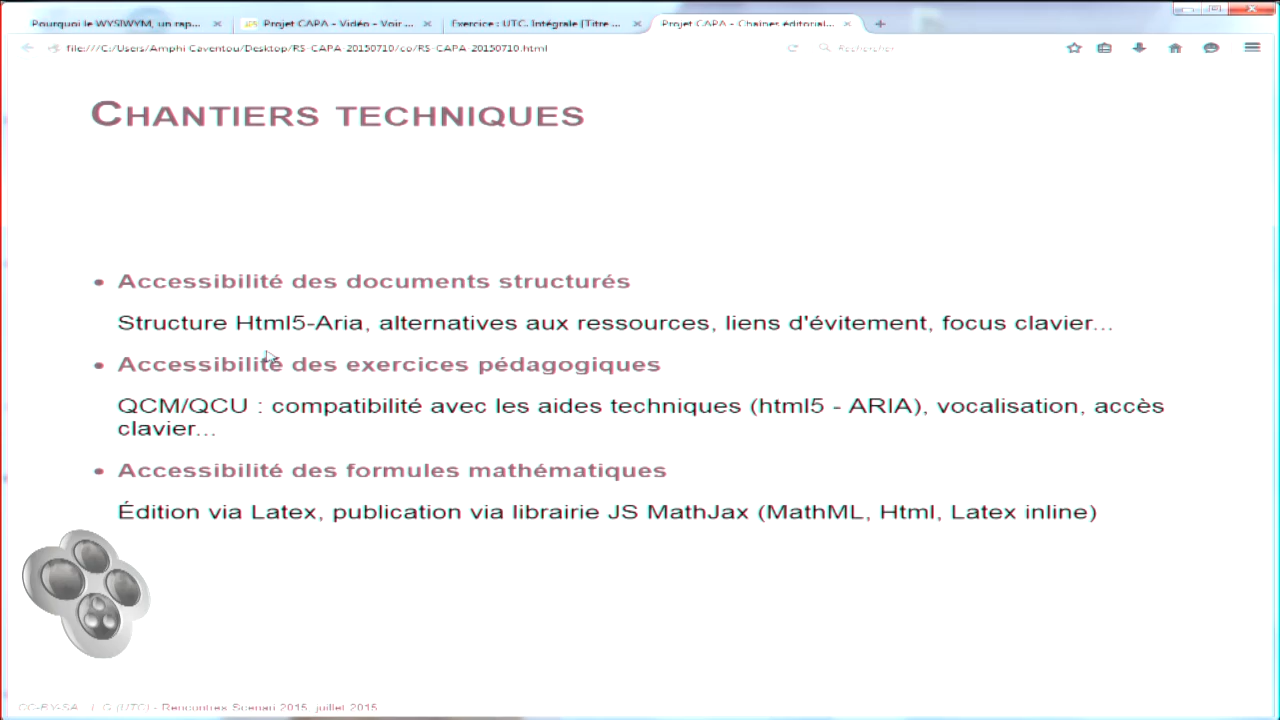 Pourquoi le WYSIWYM, un rap...
Projet CAPA - Vidéo - Voir ...
Exercice : UTC. Intégrale [Titre ...
Projet CAPA - Chaînes éditorial...
file:///C:/Users/Amphi Caventou/Desktop/RS-CAPA-20150710/co/RS-CAPA-20150710.html
Rechercher
CHANTIERS TECHNIQUES
• Accessibilité des documents structurés
Structure Html5-Aria, alternatives aux ressources, liens d'évitement, focus clavier...
• Accessibilité des exercices pédagogiques
QCM/QCU : compatibilité avec les aides techniques (html5 - ARIA), vocalisation, accès
clavier...
• Accessibilité des formules mathématiques
Édition via Latex, publication via librairie JS MathJax (MathML, Html, Latex inline)
CC-BY-SA (UTC) - Rencontres Scenari 2015, juillet 2015